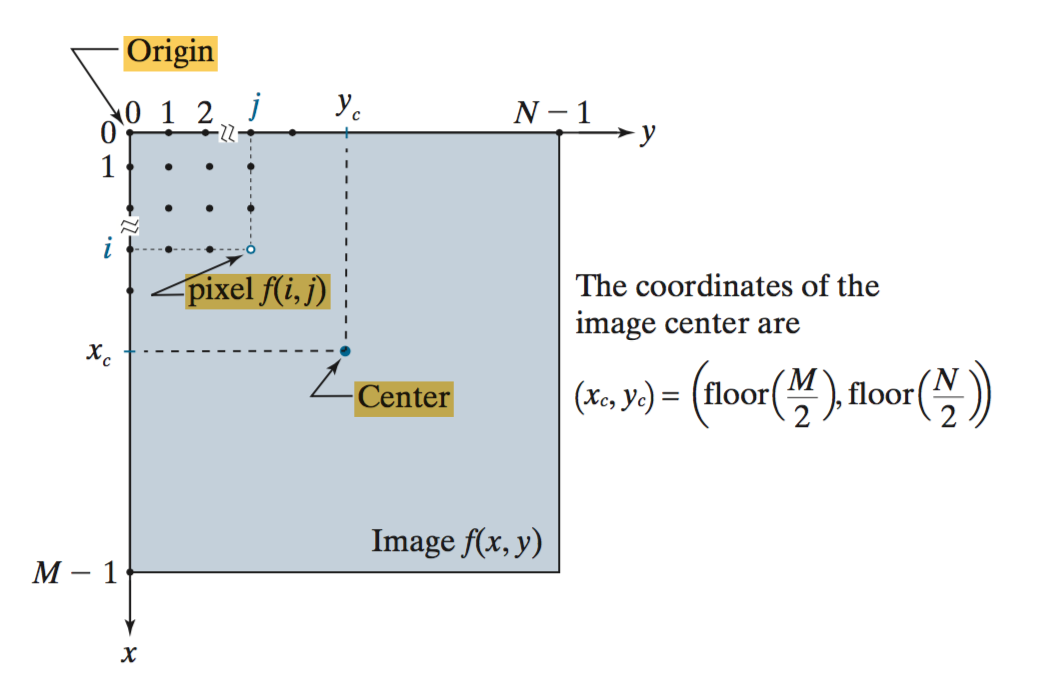 Origin
0 1 2 j y_c N − 1
0
y
1
i
pixel f(i, j)
The coordinates of the
image center are
x_c
Center
(x_c, y_c) = (floor(M/2), floor(N/2))
Image f(x, y)
M − 1
x